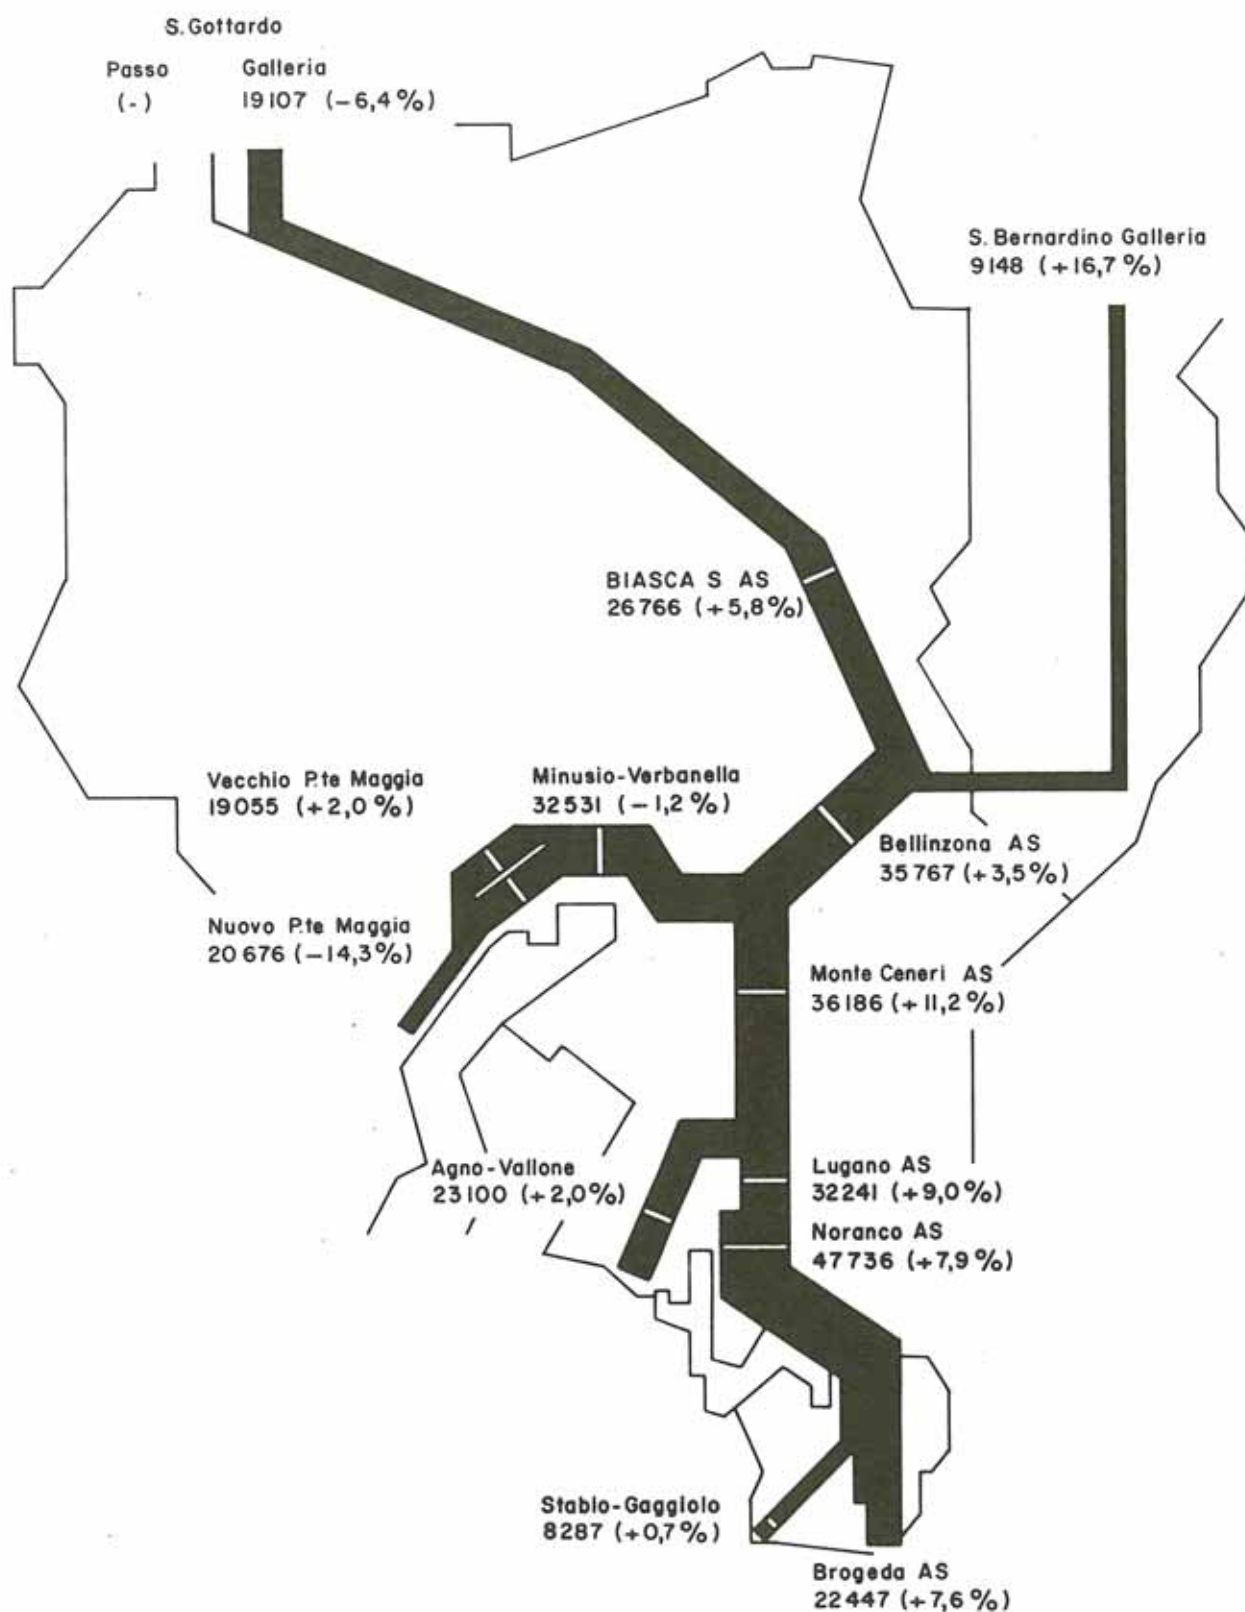 S. Gottardo
Passo
(-)
Galleria
19107 (-6,4%)
S. Bernardino Galleria
9148 (+16,7%)
BIASCA S AS
26766 (+5,8%)
Vecchio P.te Maggia
19055 (+2,0%)
Minusio-Verbanella
32531 (-1,2%)
Bellinzona AS
35767 (+3,5%)
Nuovo P.te Maggia
20676 (-14,3%)
Monte Ceneri AS
36186 (+11,2%)
Agno-Vallone
23100 (+2,0%)
Lugano AS
32241 (+9,0%)
Noranco AS
47736 (+7,9%)
Stabio-Gaggiolo
8287 (+0,7%)
Brogeda AS
22447 (+7,6%)